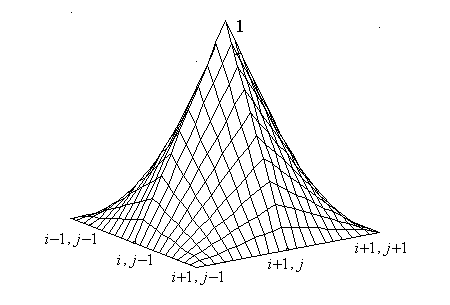 1
i−1, j−1
i, j−1
i+1, j−1
i+1, j
i+1, j+1